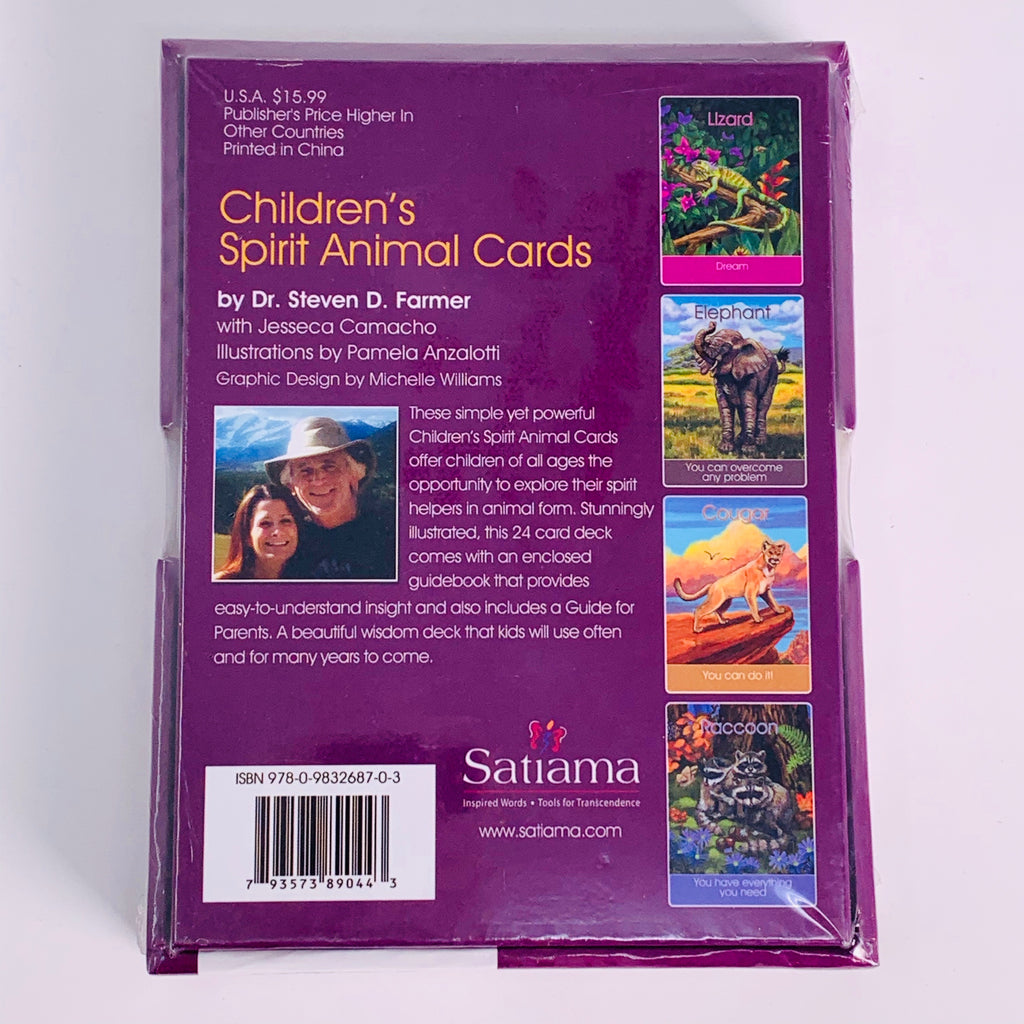 U.S.A. $15.99
Publisher's Price Higher In
Other Countries
Printed in China
Children's
Spirit Animal Cards
by Dr. Steven D. Farmer
with Jesseca Camacho
Illustrations by Pamela Anzalotti
Graphic Design by Michelle Williams
These simple yet powerful
Children's Spirit Animal Cards
offer children of all ages the
opportunity to explore their spirit
helpers in animal form. Stunningly
illustrated, this 24 card deck
comes with an enclosed
guidebook that provides
easy-to-understand insight and also includes a Guide for
Parents. A beautiful wisdom deck that kids will use often
and for many years to come.
Lizard
Dream
Elephant
You can overcome
any problem
Cougar
You can do it!
Raccoon
You have everything
you need
Satiama
Inspired Words • Tools for Transcendence
www.satiama.com
ISBN 978-0-9832687-0-3
7 93573 89044 3